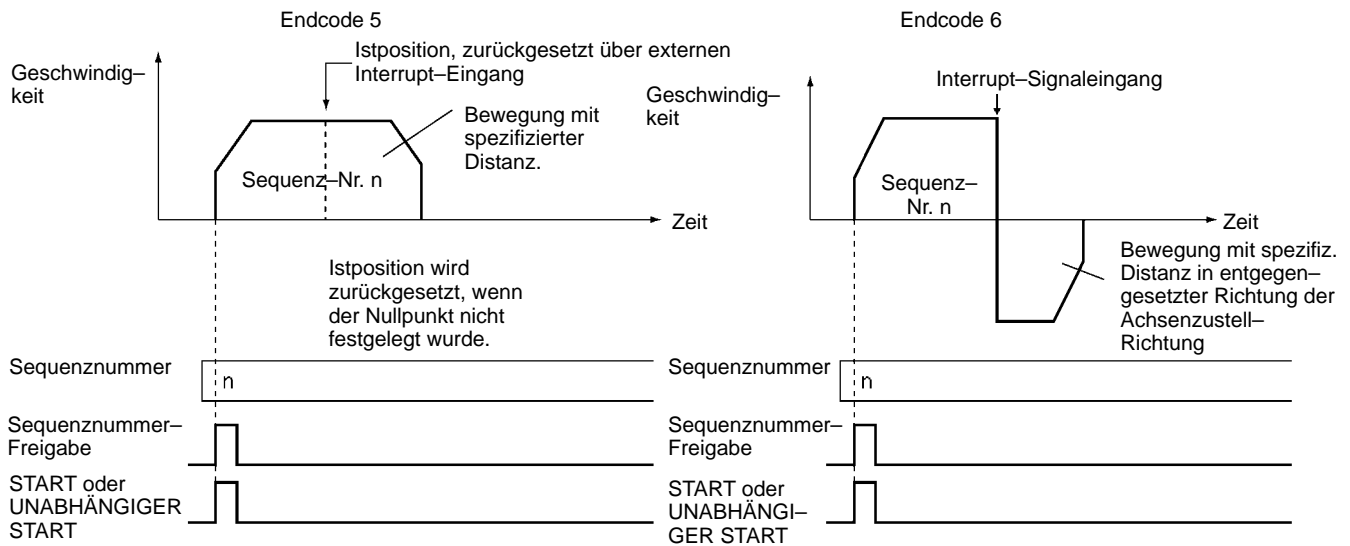 Endcode 5
Istposition, zurückgesetzt über externen
Interrupt–Eingang
Geschwindig–
keit
Bewegung mit
spezifizierter
Distanz.
Sequenz–Nr. n
Zeit
Istposition wird
zurückgesetzt, wenn
der Nullpunkt nicht
festgelegt wurde.
Sequenznummer
n
Sequenznummer–
Freigabe
START oder
UNABHÄNGIGER
START
Endcode 6
Interrupt–Signaleingang
Geschwindig–
keit
Sequenz–
Nr. n
Zeit
Bewegung mit spezifiz.
Distanz in entgegen–
gesetzter Richtung der
Achsenzustell–
Richtung
Sequenznummer
n
Sequenznummer–
Freigabe
START oder
UNABHÄNGI–
GER START